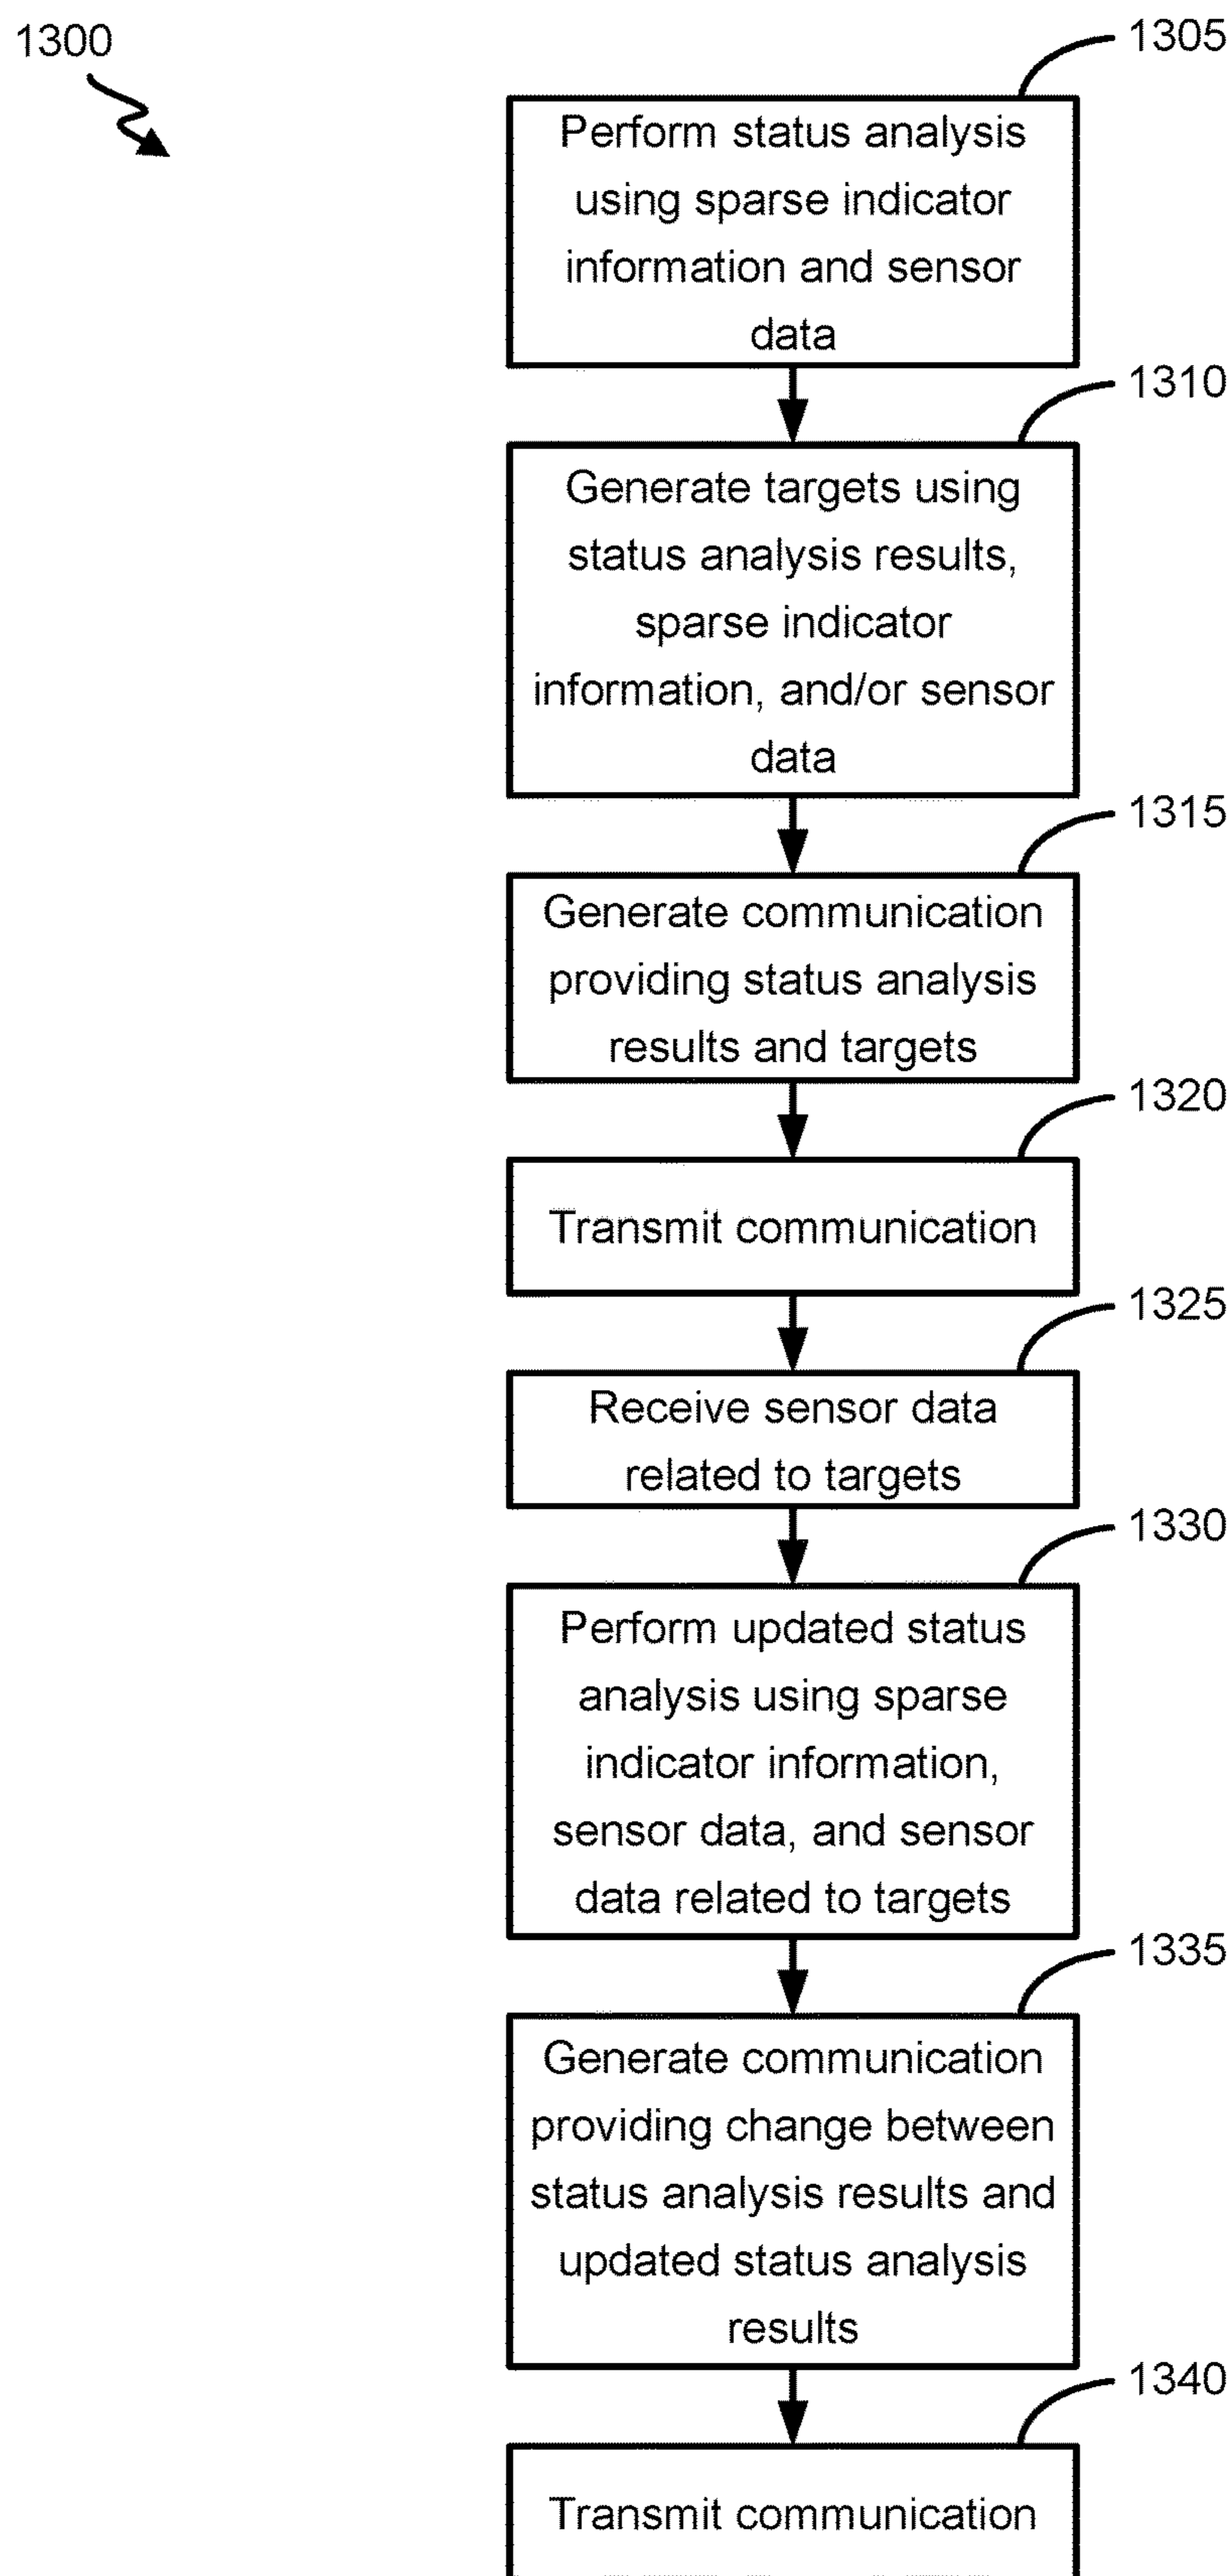 1300
1305
Perform status analysis
using sparse indicator
information and sensor
data
1310
Generate targets using
status analysis results,
sparse indicator
information, and/or sensor
data
1315
Generate communication
providing status analysis
results and targets
1320
Transmit communication
1325
Receive sensor data
related to targets
1330
Perform updated status
analysis using sparse
indicator information,
sensor data, and sensor
data related to targets
1335
Generate communication
providing change between
status analysis results and
updated status analysis
results
1340
Transmit communication